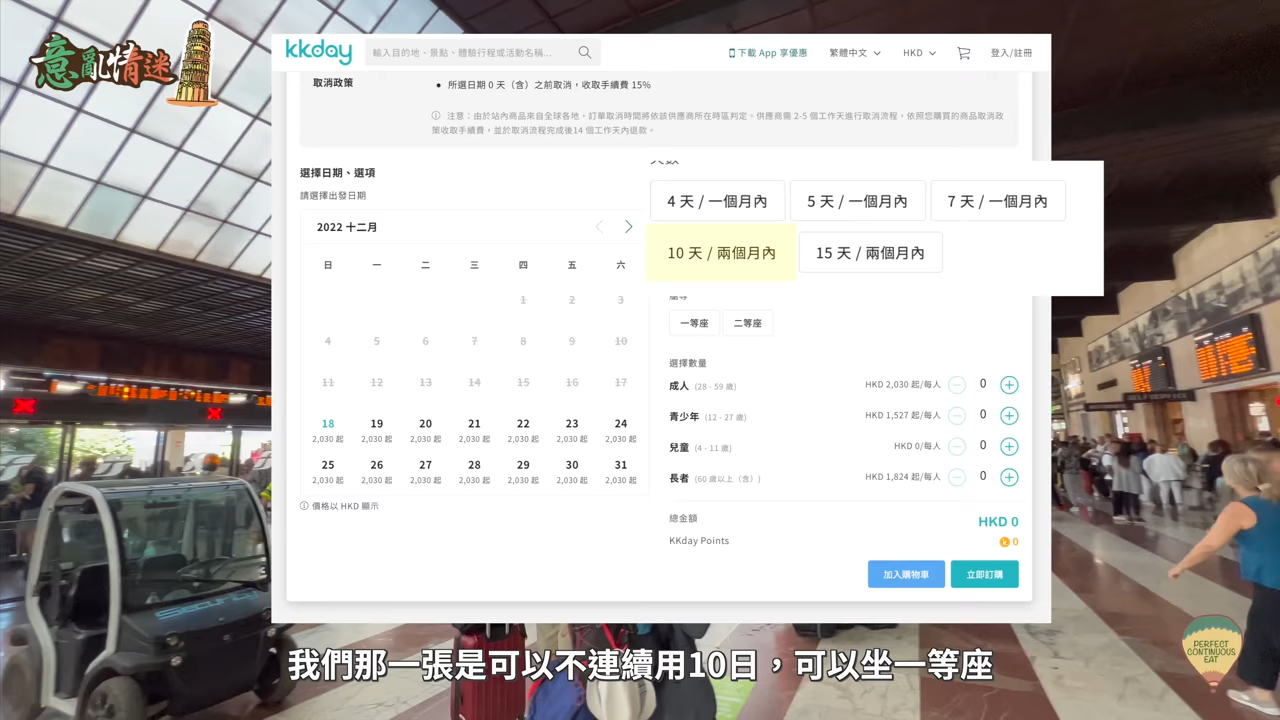 意亂情迷
kkday
輸入目的地、景點、體驗行程或活動名稱...
下載 App 享優惠
繁體中文
HKD
登入/註冊
取消政策
● 所選日期 0 天（含）之前取消，收取手續費 15%
注意：由於站內商品來自全球各地，訂單取消時間將依該供應商所在時區判定。供應商需 2-5 個工作天進行取消流程，依照您購買的商品取消政
策收取手續費，並於取消流程完成後14 個工作天內退款。
選擇日期、選項
請選擇出發日期
2022 十二月
日 一 二 三 四 五 六
1 2 3
4 5 6 7 8 9 10
11 12 13 14 15 16 17
18 19 20 21 22 23 24
2,030 起 2,030 起 2,030 起 2,030 起 2,030 起 2,030 起 2,030 起
25 26 27 28 29 30 31
2,030 起 2,030 起 2,030 起 2,030 起 2,030 起 2,030 起 2,030 起
價格以 HKD 顯示
4 天 / 一個月內
5 天 / 一個月內
7 天 / 一個月內
10 天 / 兩個月內
15 天 / 兩個月內
一等座
二等座
選擇數量
成人 (28 - 59 歲) HKD 2,030 起/每人 0
青少年 (12 - 27 歲) HKD 1,527 起/每人 0
兒童 (4 - 11 歲) HKD 0/每人 0
長者 (60 歲以上（含）) HKD 1,824 起/每人 0
總金額 HKD 0
KKday Points 0
加入購物車
立即訂購
我們那一張是可以不連續用10日，可以坐一等座
PERFECT
CONTINUOUS
EAT